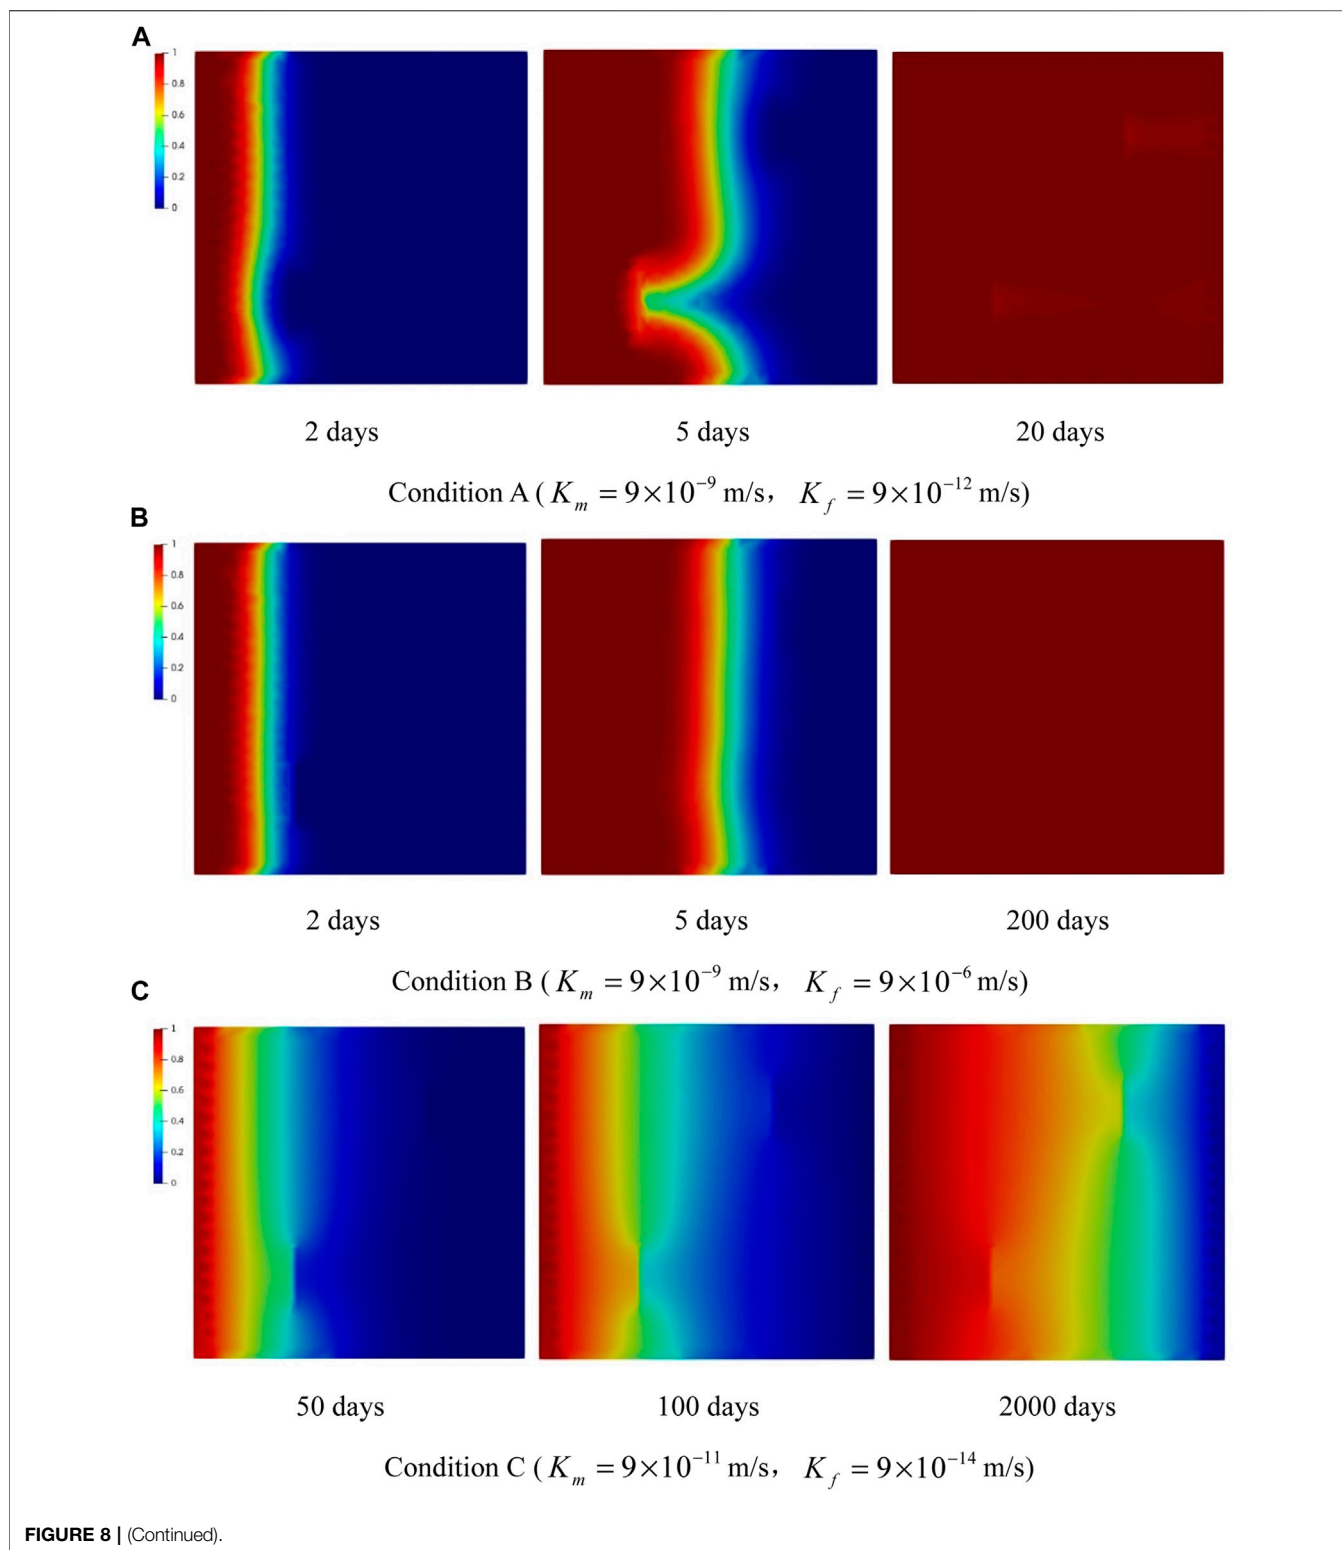 A
1
0.8
0.6
0.4
0.2
0
2 days
5 days
20 days
Condition A ( K_m = 9×10^{-9} m/s, K_f = 9×10^{-12} m/s)
B
1
0.8
0.6
0.4
0.2
0
2 days
5 days
200 days
Condition B ( K_m = 9×10^{-9} m/s, K_f = 9×10^{-6} m/s)
C
1
0.8
0.6
0.4
0.2
0
50 days
100 days
2000 days
Condition C ( K_m = 9×10^{-11} m/s, K_f = 9×10^{-14} m/s)
FIGURE 8 | (Continued).